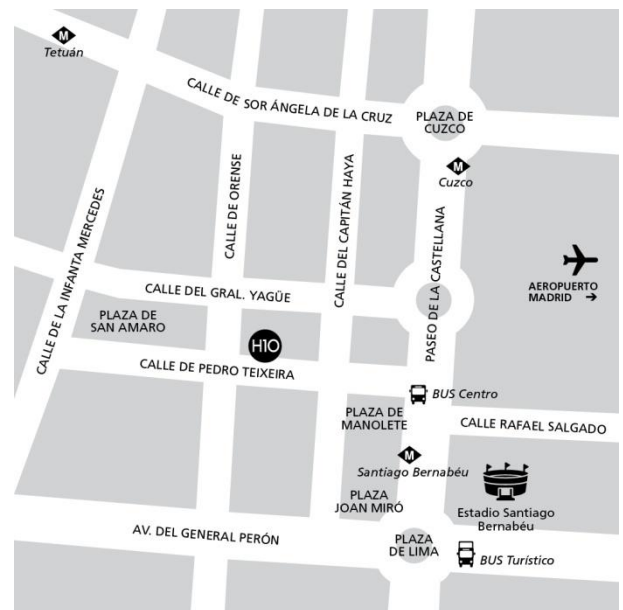 M
Tetuán
CALLE DE SOR ÁNGELA DE LA CRUZ
PLAZA DE
CUZCO
M
Cuzco
CALLE DE LA INFANTA MERCEDES
CALLE DE ORENSE
CALLE DEL CAPITÁN HAYA
PASEO DE LA CASTELLANA
AEROPUERTO
MADRID →
CALLE DEL GRAL. YAGÜE
PLAZA DE
SAN AMARO
H10
CALLE DE PEDRO TEIXEIRA
BUS Centro
PLAZA DE
MANOLETE
CALLE RAFAEL SALGADO
M
Santiago Bernabéu
PLAZA
JOAN MIRÓ
Estadio Santiago
Bernabéu
AV. DEL GENERAL PERÓN
PLAZA
DE LIMA
BUS Turístico